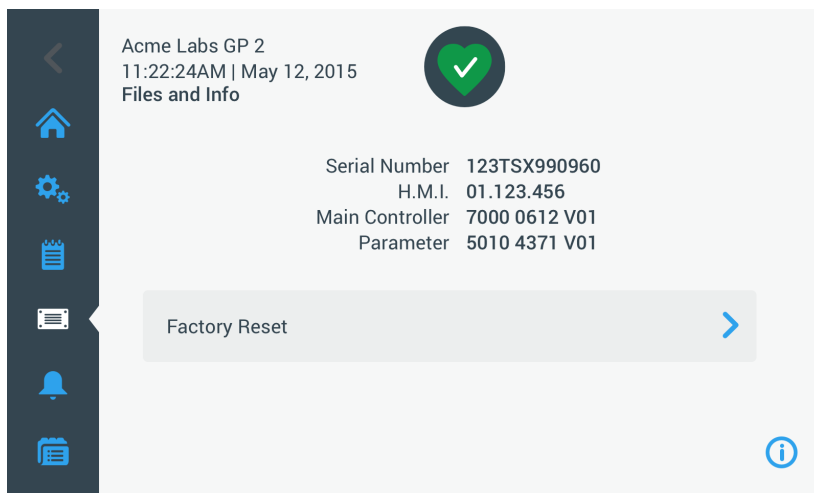 Acme Labs GP 2
11:22:24AM | May 12, 2015
Files and Info
Serial Number 123TSX990960
H.M.I. 01.123.456
Main Controller 7000 0612 V01
Parameter 5010 4371 V01
Factory Reset